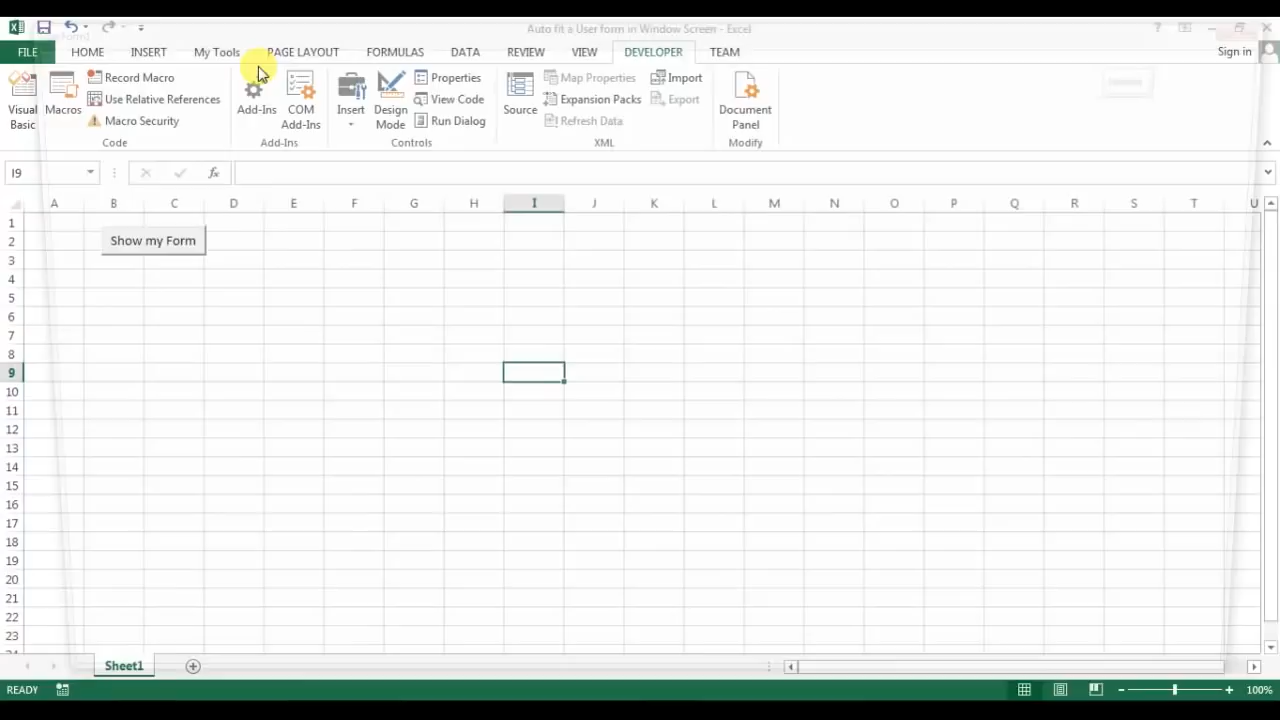 Auto fit a User form in Window Screen - Excel
FILE HOME INSERT My Tools PAGE LAYOUT FORMULAS DATA REVIEW VIEW DEVELOPER TEAM Sign in
Visual Basic
Macros
Record Macro
Use Relative References
Macro Security
Code
Add-Ins
COM Add-Ins
Add-Ins
Insert
Design Mode
Properties
View Code
Run Dialog
Controls
Source
Map Properties
Expansion Packs
Refresh Data
Import
Export
XML
Document Panel
Modify
I9
fx
A B C D E F G H I J K L M N O P Q R S T U
1
2
Show my Form
3
4
5
6
7
8
9
10
11
12
13
14
15
16
17
18
19
20
21
22
23
Sheet1
READY 100%